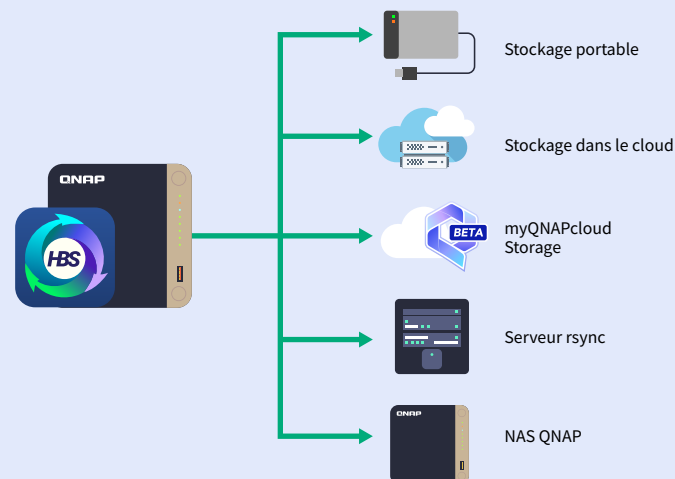 Stockage portable
Stockage dans le cloud
QNAP
HBS
BETA
myQNAPcloud
Storage
Serveur rsync
QNAP
NAS QNAP